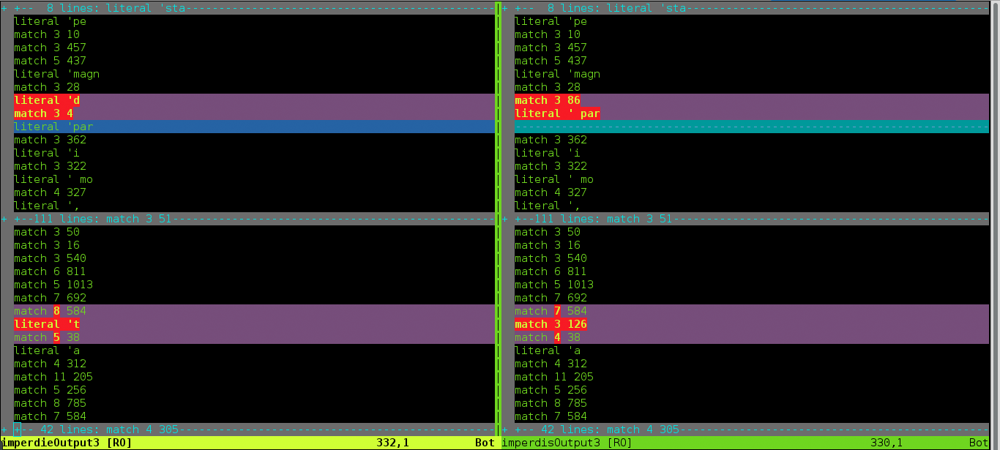 + +--  8 lines: literal 'sta------------------------------------------------
literal 'pe
match 3 10
match 3 457
match 5 437
literal 'magn
match 3 28
literal 'd
match 3 4
literal 'par
match 3 362
literal 'i
match 3 322
literal ' mo
match 4 327
literal ',
+ +--111 lines: match 3 51--------------------------------------------------
match 3 50
match 3 16
match 3 540
match 6 811
match 5 1013
match 7 692
match 8 584
literal 't
match 5 38
literal 'a
match 4 312
match 11 205
match 5 256
match 8 785
match 7 584
+ +-- 42 lines: match 4 305-------------------------------------------------
imperdieOutput3 [RO] 332,1 Bot
+ +--  8 lines: literal 'sta----------------------------------------------
literal 'pe
match 3 10
match 3 457
match 5 437
literal 'magn
match 3 28
match 3 86
literal ' par
------------------------------------------------------------------------
match 3 362
literal 'i
match 3 322
literal ' mo
match 4 327
literal ',
+ +--111 lines: match 3 51------------------------------------------------
match 3 50
match 3 16
match 3 540
match 6 811
match 5 1013
match 7 692
match 7 584
match 3 126
match 4 38
literal 'a
match 4 312
match 11 205
match 5 256
match 8 785
match 7 584
+ +-- 42 lines: match 4 305-----------------------------------------------
imperdisOutput3 [RO] 330,1 Bot